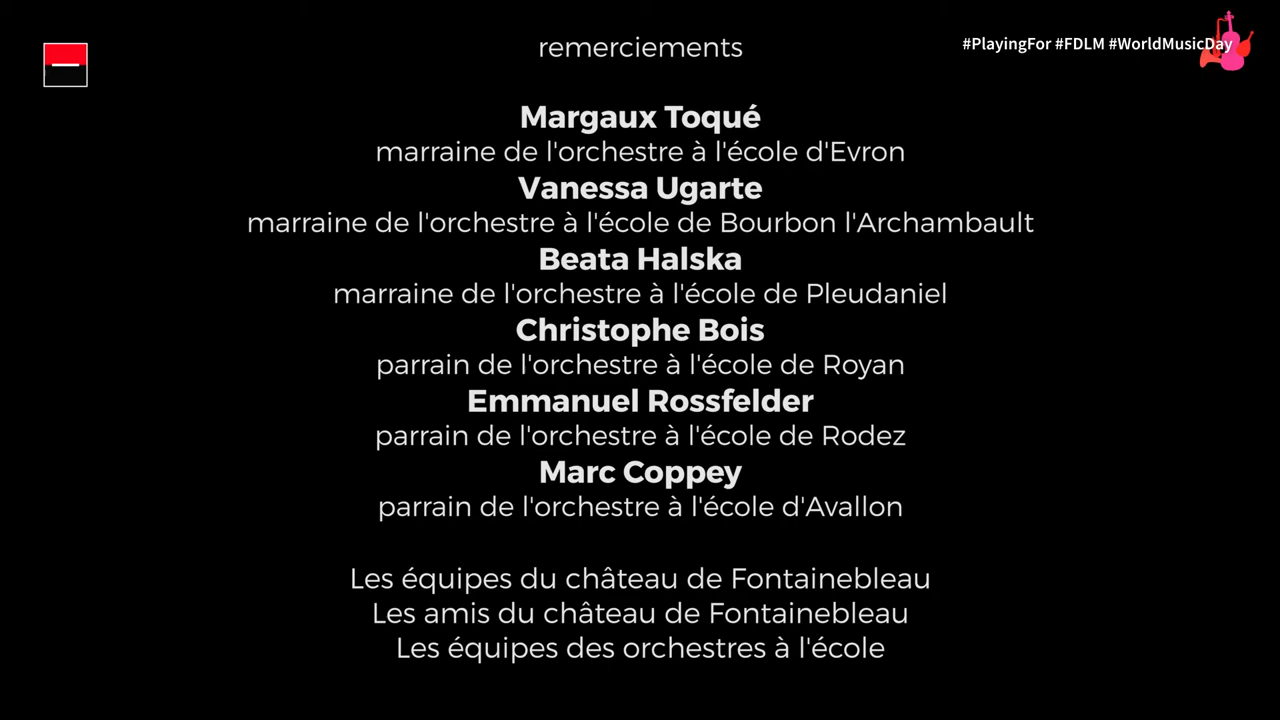 remerciements
#PlayingFor #FDLM #WorldMusicDay
Margaux Toqué
marraine de l'orchestre à l'école d'Evron
Vanessa Ugarte
marraine de l'orchestre à l'école de Bourbon l'Archambault
Beata Halska
marraine de l'orchestre à l'école de Pleudaniel
Christophe Bois
parrain de l'orchestre à l'école de Royan
Emmanuel Rossfelder
parrain de l'orchestre à l'école de Rodez
Marc Coppey
parrain de l'orchestre à l'école d'Avallon
Les équipes du château de Fontainebleau
Les amis du château de Fontainebleau
Les équipes des orchestres à l'école